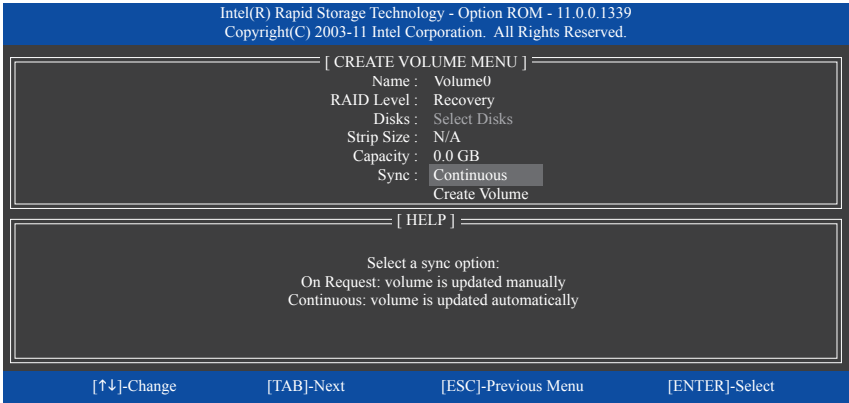 Intel(R) Rapid Storage Technology - Option ROM - 11.0.0.1339
Copyright(C) 2003-11 Intel Corporation. All Rights Reserved.
[ CREATE VOLUME MENU ]
Name : Volume0
RAID Level : Recovery
Disks : Select Disks
Strip Size : N/A
Capacity : 0.0 GB
Sync : Continuous
Create Volume
[ HELP ]
Select a sync option:
On Request: volume is updated manually
Continuous: volume is updated automatically
[↑↓]-Change [TAB]-Next [ESC]-Previous Menu [ENTER]-Select